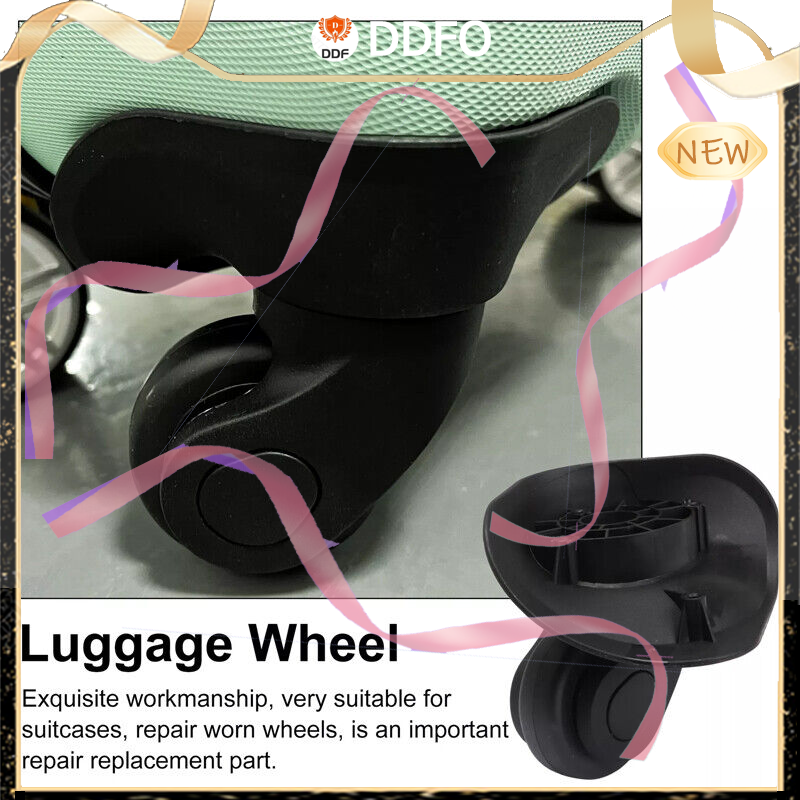 DDF
DDFO
NEW
Luggage Wheel
Exquisite workmanship, very suitable for
suitcases, repair worn wheels, is an important
repair replacement part.